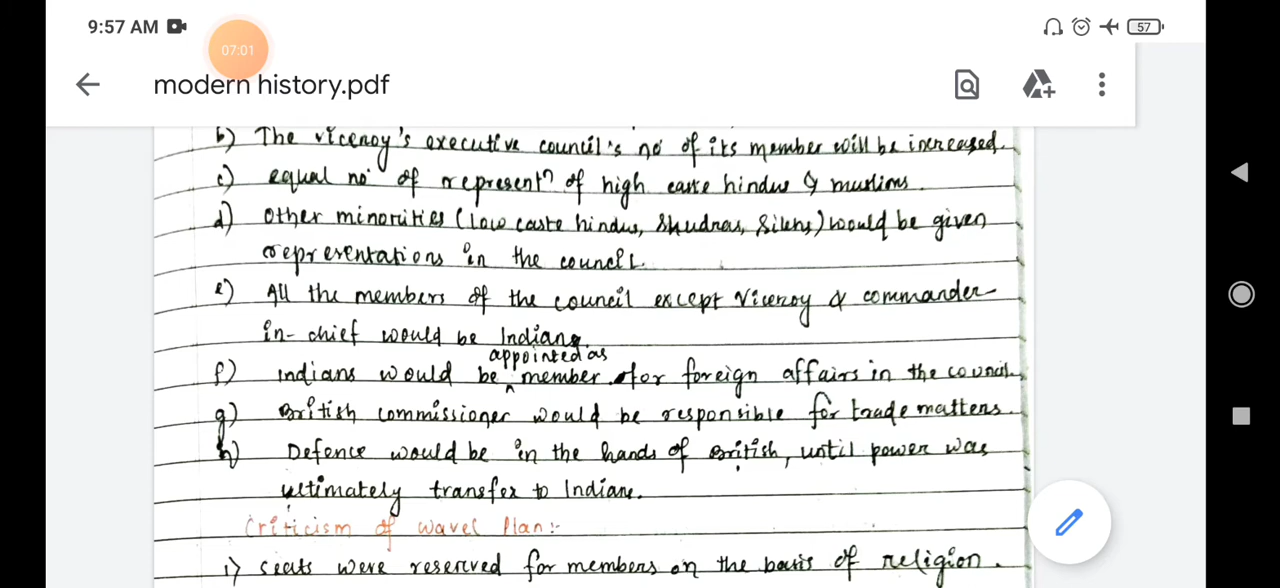 9:57 AM
07:01
57
modern history.pdf
b) The viceroy's executive council's no of its member will be increased.
c) equal no of represent^n of high caste hindus & muslims.
d) Other minorities (low caste hindus, Shudras, Sikhs) would be given
representations in the council.
e) All the members of the council except Viceroy & commander-
in-chief would be Indians.
appointed as
f) Indians would be ^ member for foreign affairs in the council.
g) British commissioner would be responsible for trade matters.
h) Defence would be in the hands of British, until power was
ultimately transfer to Indians.
Criticism of wavel Plan:-
1) Seats were reserved for members on the basis of religion.